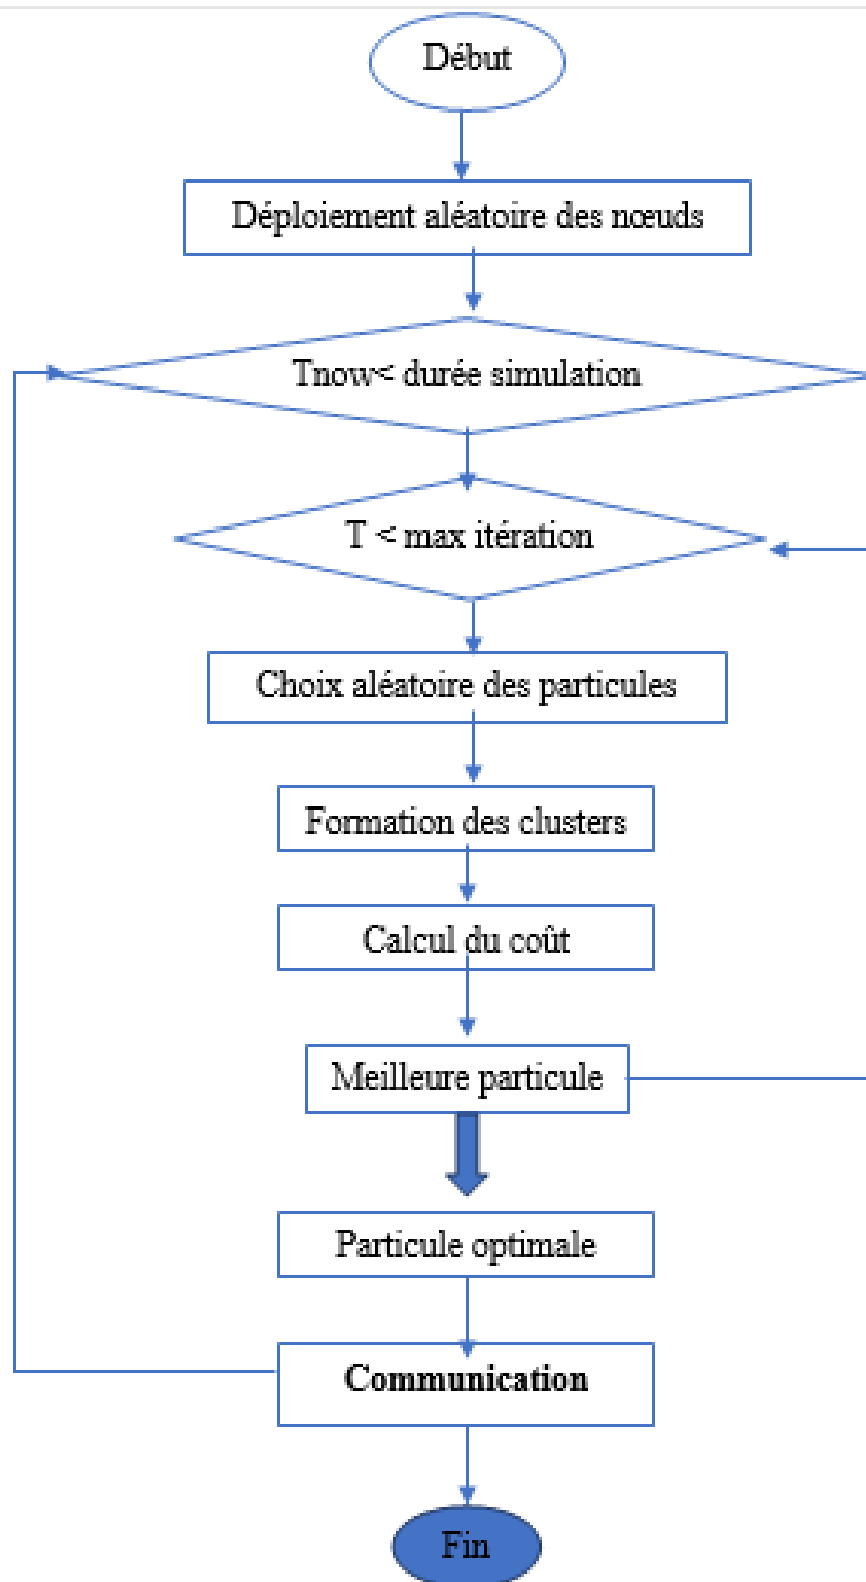 Début
Déploiement aléatoire des nœuds
Tnow< durée simulation
T < max itération
Choix aléatoire des particules
Formation des clusters
Calcul du coût
Meilleure particule
Particule optimale
Communication
Fin